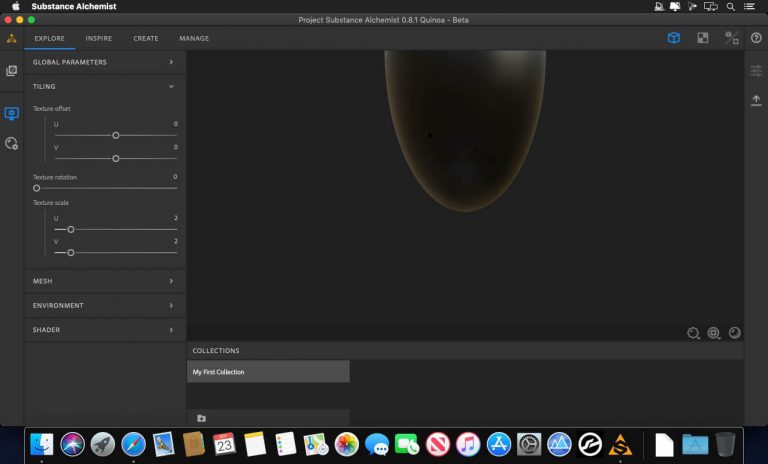 Substance Alchemist
Project Substance Alchemist 0.8.1 Quinoa - Beta
EXPLORE INSPIRE CREATE MANAGE
GLOBAL PARAMETERS
TILING
Texture offset
U 0
V 0
Texture rotation 0
Texture scale
U 2
V 2
MESH
ENVIRONMENT
SHADER
COLLECTIONS
My First Collection
23